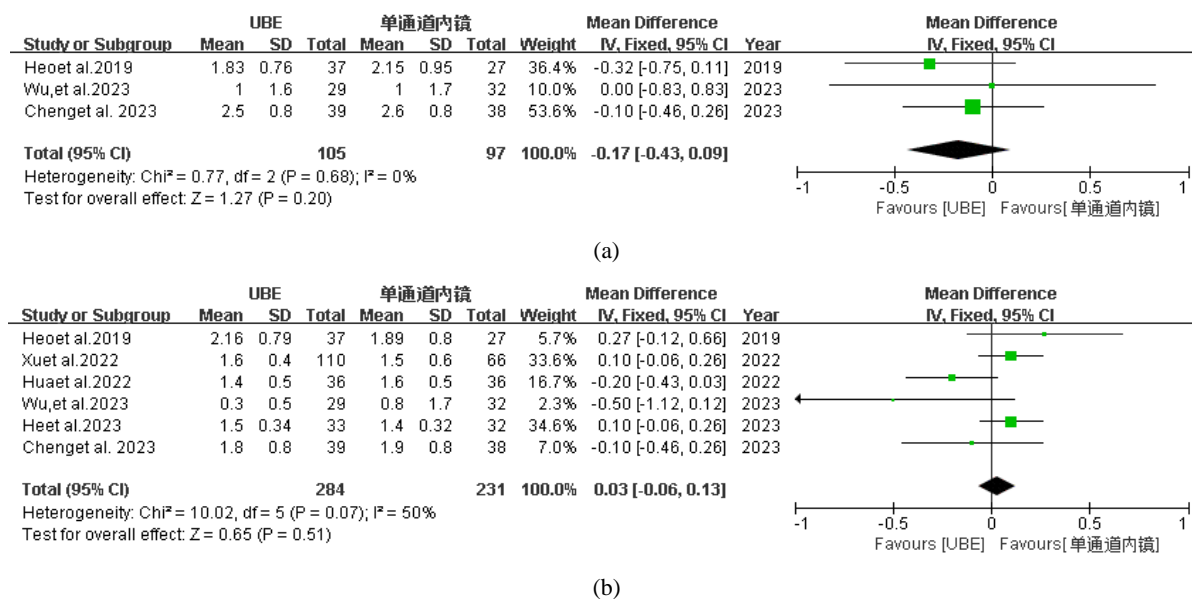 UBE 单通道内镜 Mean Difference Mean Difference
Study or Subgroup Mean SD Total Mean SD Total Weight IV, Fixed, 95% CI Year IV, Fixed, 95% CI
Heoet al.2019 1.83 0.76 37 2.15 0.95 27 36.4% -0.32 [-0.75, 0.11] 2019
Wu,et al.2023 1 1.6 29 1 1.7 32 10.0% 0.00 [-0.83, 0.83] 2023
Chenget al. 2023 2.5 0.8 39 2.6 0.8 38 53.6% -0.10 [-0.46, 0.26] 2023
Total (95% CI) 105 97 100.0% -0.17 [-0.43, 0.09]
Heterogeneity: Chi² = 0.77, df = 2 (P = 0.68); I² = 0%
Test for overall effect: Z = 1.27 (P = 0.20)
-1 -0.5 0 0.5 1
Favours [UBE] Favours[单通道内镜]
(a)
UBE 单通道内镜 Mean Difference Mean Difference
Study or Subgroup Mean SD Total Mean SD Total Weight IV, Fixed, 95% CI Year IV, Fixed, 95% CI
Heoet al.2019 2.16 0.79 37 1.89 0.8 27 5.7% 0.27 [-0.12, 0.66] 2019
Xuet al.2022 1.6 0.4 110 1.5 0.6 66 33.6% 0.10 [-0.06, 0.26] 2022
Huaet al.2022 1.4 0.5 36 1.6 0.5 36 16.7% -0.20 [-0.43, 0.03] 2022
Wu,et al.2023 0.3 0.5 29 0.8 1.7 32 2.3% -0.50 [-1.12, 0.12] 2023
Heet al.2023 1.5 0.34 33 1.4 0.32 32 34.6% 0.10 [-0.06, 0.26] 2023
Chenget al. 2023 1.8 0.8 39 1.9 0.8 38 7.0% -0.10 [-0.46, 0.26] 2023
Total (95% CI) 284 231 100.0% 0.03 [-0.06, 0.13]
Heterogeneity: Chi² = 10.02, df = 5 (P = 0.07); I² = 50%
Test for overall effect: Z = 0.65 (P = 0.51)
-1 -0.5 0 0.5 1
Favours [UBE] Favours[单通道内镜]
(b)